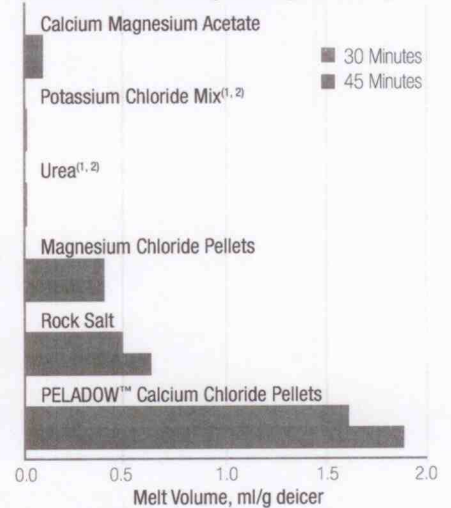 Calcium Magnesium Acetate
30 Minutes
45 Minutes
Potassium Chloride Mix(1, 2)
Urea(1, 2)
Magnesium Chloride Pellets
Rock Salt
PELADOW™ Calcium Chloride Pellets
0.0 0.5 1.0 1.5 2.0
Melt Volume, ml/g deicer